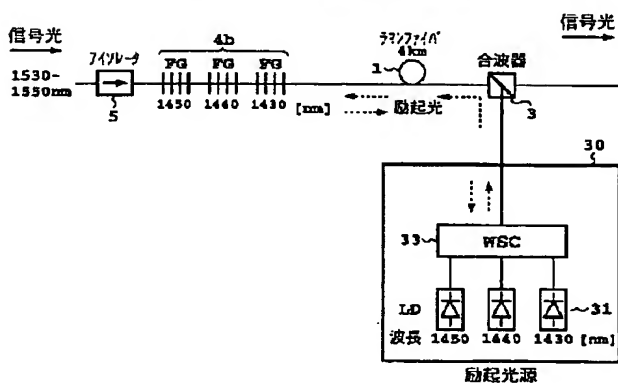 信号光
信号光
アイソレータ
4b
FG FG FG
ラマンファイバ
4km
1
合波器
1530-
1550nm
5
1450 1440 1430 [nm]
励起光
3
30
33
WSC
LD
31
波長 1450 1440 1430 [nm]
励起光源